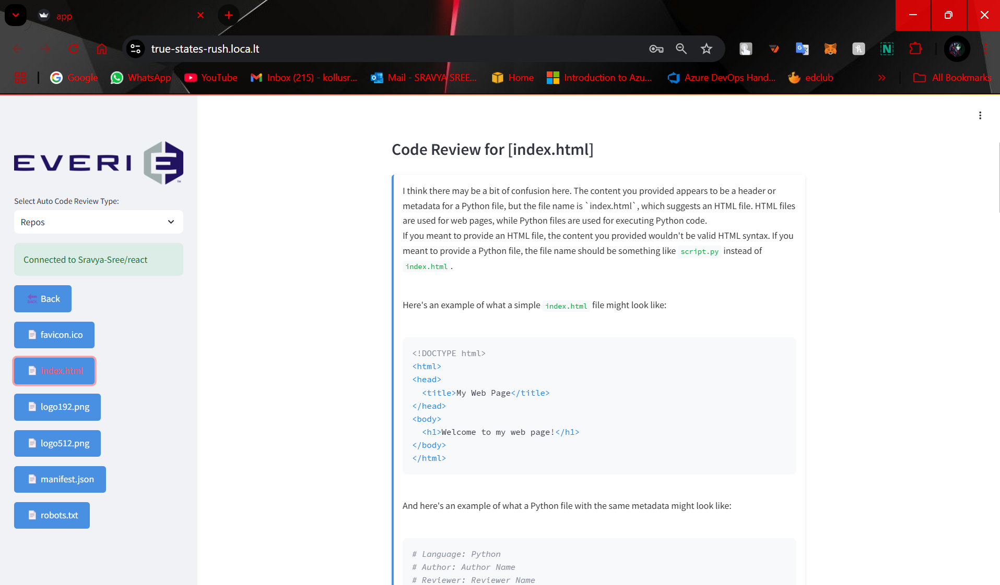 app
true-states-rush.loca.lt
Google
WhatsApp
YouTube
Inbox (215) - kollusr...
Mail - SRAVYA SREE...
Home
Introduction to Azu...
Azure DevOps Hand...
edclub
All Bookmarks
EVERI
Select Auto Code Review Type:
Repos
Connected to Sravya-Sree/react
BACK Back
favicon.ico
index.html
logo192.png
logo512.png
manifest.json
robots.txt
Code Review for [index.html]
I think there may be a bit of confusion here. The content you provided appears to be a header or
metadata for a Python file, but the file name is `index.html`, which suggests an HTML file. HTML files
are used for web pages, while Python files are used for executing Python code.
If you meant to provide an HTML file, the content you provided wouldn't be valid HTML syntax. If you
meant to provide a Python file, the file name should be something like script.py instead of
index.html.
Here's an example of what a simple index.html file might look like:
<!DOCTYPE html>
<html>
<head>
  <title>My Web Page</title>
</head>
<body>
  <h1>Welcome to my web page!</h1>
</body>
</html>
And here's an example of what a Python file with the same metadata might look like:
# Language: Python
# Author: Author Name
# Reviewer: Reviewer Name